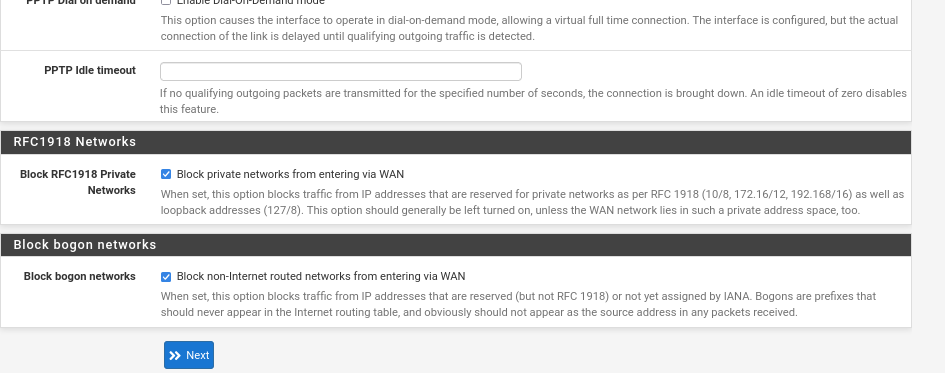 PPTP Dial on demand
Enable Dial-On-Demand mode
This option causes the interface to operate in dial-on-demand mode, allowing a virtual full time connection. The interface is configured, but the actual
connection of the link is delayed until qualifying outgoing traffic is detected.
PPTP Idle timeout
If no qualifying outgoing packets are transmitted for the specified number of seconds, the connection is brought down. An idle timeout of zero disables
this feature.
RFC1918 Networks
Block RFC1918 Private
Networks
Block private networks from entering via WAN
When set, this option blocks traffic from IP addresses that are reserved for private networks as per RFC 1918 (10/8, 172.16/12, 192.168/16) as well as
loopback addresses (127/8). This option should generally be left turned on, unless the WAN network lies in such a private address space, too.
Block bogon networks
Block bogon networks
Block non-Internet routed networks from entering via WAN
When set, this option blocks traffic from IP addresses that are reserved (but not RFC 1918) or not yet assigned by IANA. Bogons are prefixes that
should never appear in the Internet routing table, and obviously should not appear as the source address in any packets received.
Next